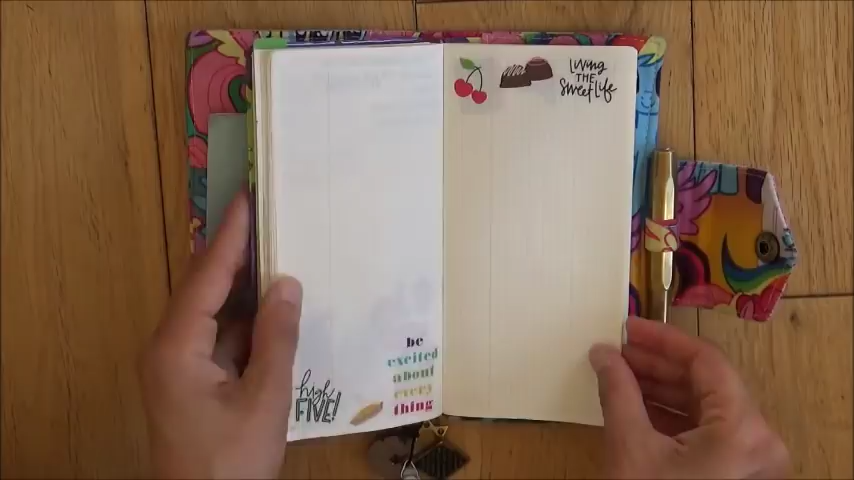 high
FIVE!
be
excited
about
every
thing
Living
THE
Sweet Life